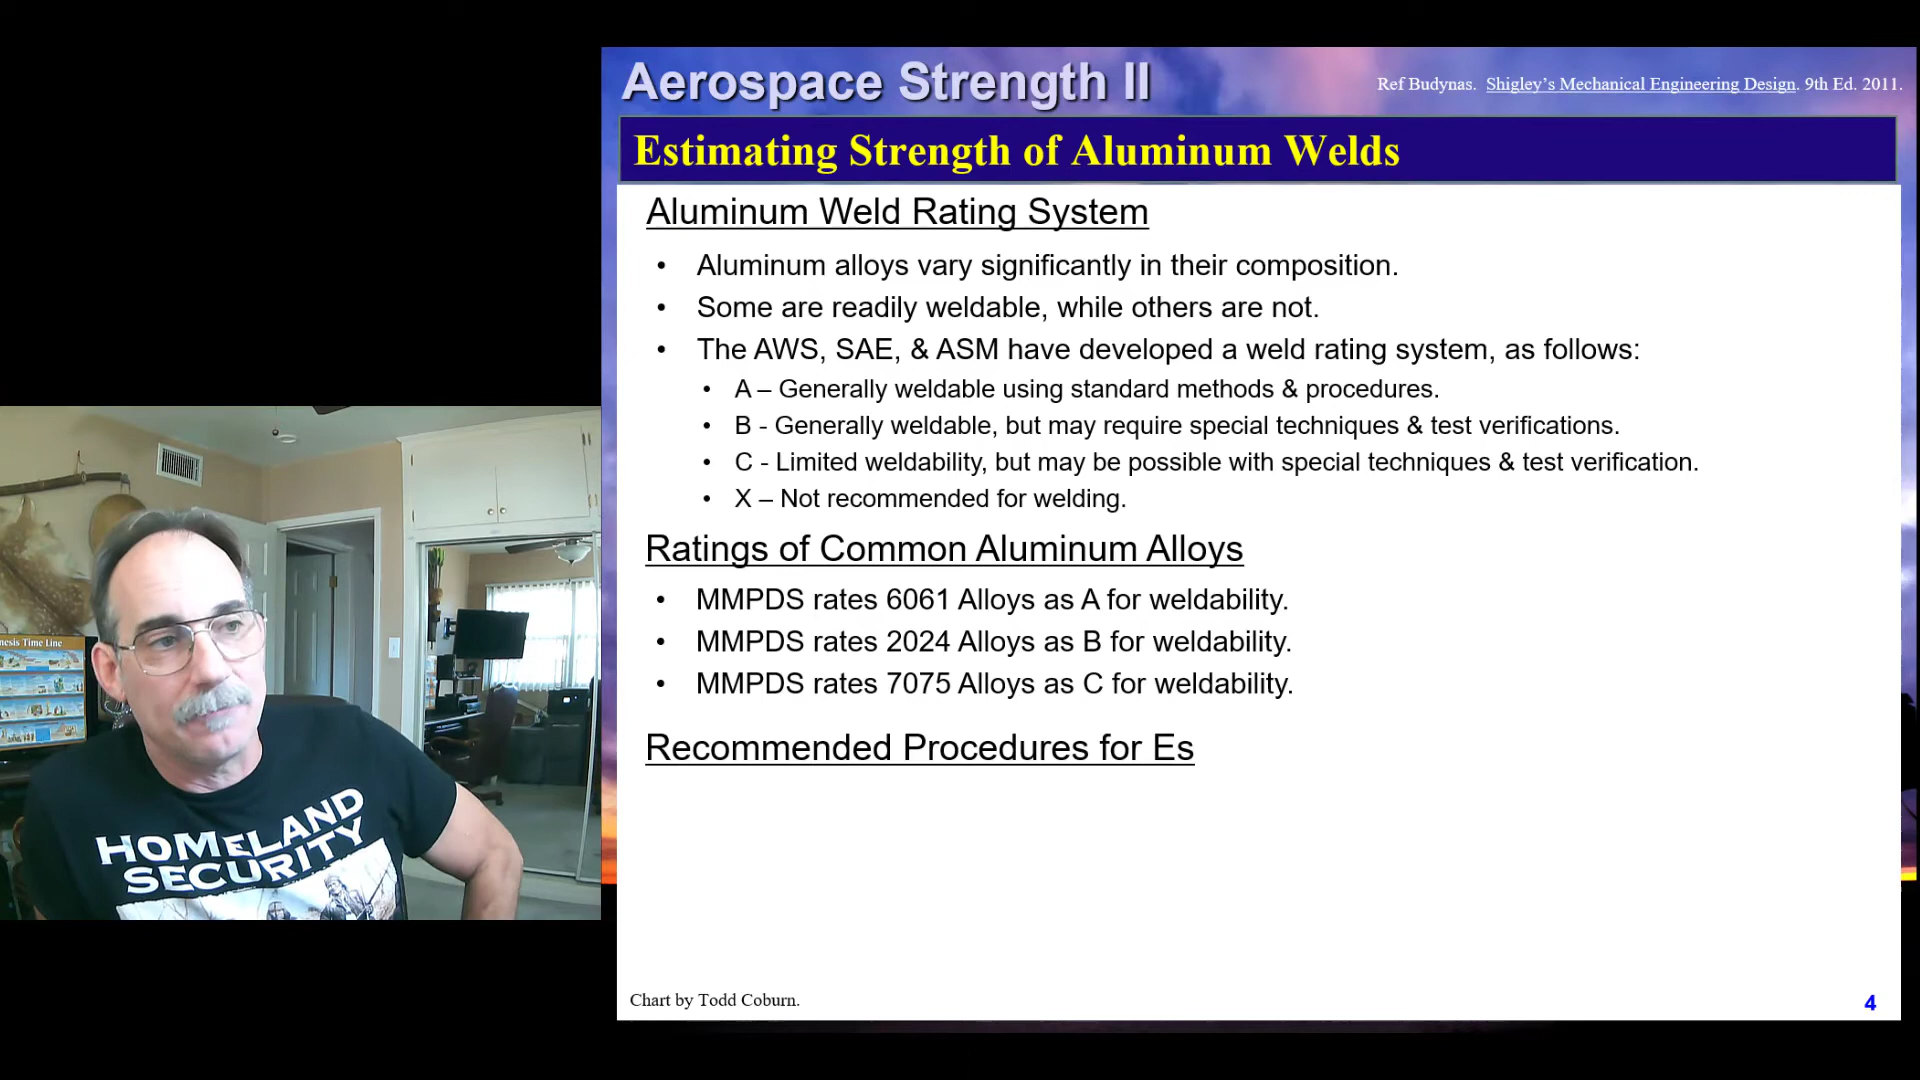 Aerospace Strength II
Ref Budynas. Shigley's Mechanical Engineering Design. 9th Ed. 2011.
Estimating Strength of Aluminum Welds
Aluminum Weld Rating System
• Aluminum alloys vary significantly in their composition.
• Some are readily weldable, while others are not.
• The AWS, SAE, & ASM have developed a weld rating system, as follows:
• A – Generally weldable using standard methods & procedures.
• B - Generally weldable, but may require special techniques & test verifications.
• C - Limited weldability, but may be possible with special techniques & test verification.
• X – Not recommended for welding.
Ratings of Common Aluminum Alloys
• MMPDS rates 6061 Alloys as A for weldability.
• MMPDS rates 2024 Alloys as B for weldability.
• MMPDS rates 7075 Alloys as C for weldability.
Recommended Procedures for Es
Chart by Todd Coburn.
4
Time Line
HOMELAND
SECURITY